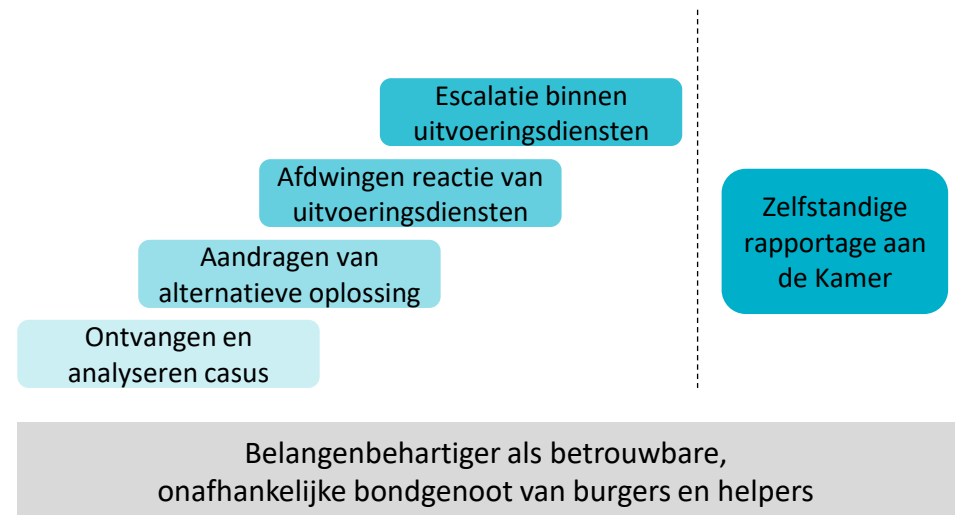 Escalatie binnen
uitvoeringsdiensten
Afdwingen reactie van
uitvoeringsdiensten
Aandragen van
alternatieve oplossing
Ontvangen en
analyseren casus
Zelfstandige
rapportage aan
de Kamer
Belangenbehartiger als betrouwbare,
onafhankelijke bondgenoot van burgers en helpers